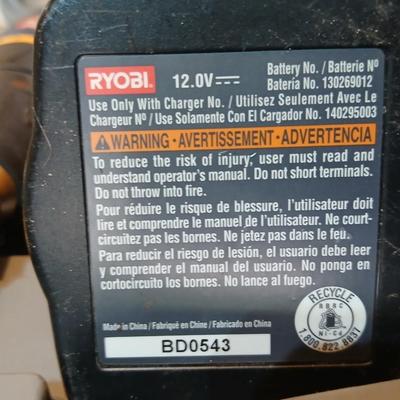 RYOBI. 12.0V⎓ Battery No. / Batterie Nº
Batería No. 130269012
Use Only With Charger No. / Utilisez Seulement Avec Le
Chargeur Nº / Use Solamente Con El Cargador No. 140295003
WARNING • AVERTISSEMENT • ADVERTENCIA
To reduce the risk of injury, user must read and
understand operator's manual. Do not short terminals.
Do not throw into fire.
Pour réduire le risque de blessure, l'utilisateur doit
lire et comprendre le manuel de l'utilisateur. Ne court-
circuitez pas les bornes. Ne jetez pas dans le feu.
Para reducir el riesgo de lesión, el usuario debe leer
y comprender el manual del usuario. No ponga en
cortocircuito los bornes. No lance al fuego.
RECYCLE
RBRC
Ni-Cd
1.800.822.8837
Made in China / Fabriqué en Chine / Fabricado en China
BD0543